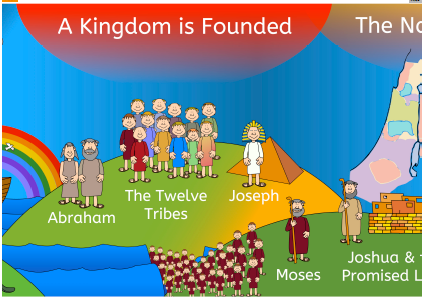 A Kingdom is Founded
The
Abraham
The Twelve
Tribes
Joseph
Moses
Joshua &
Promised